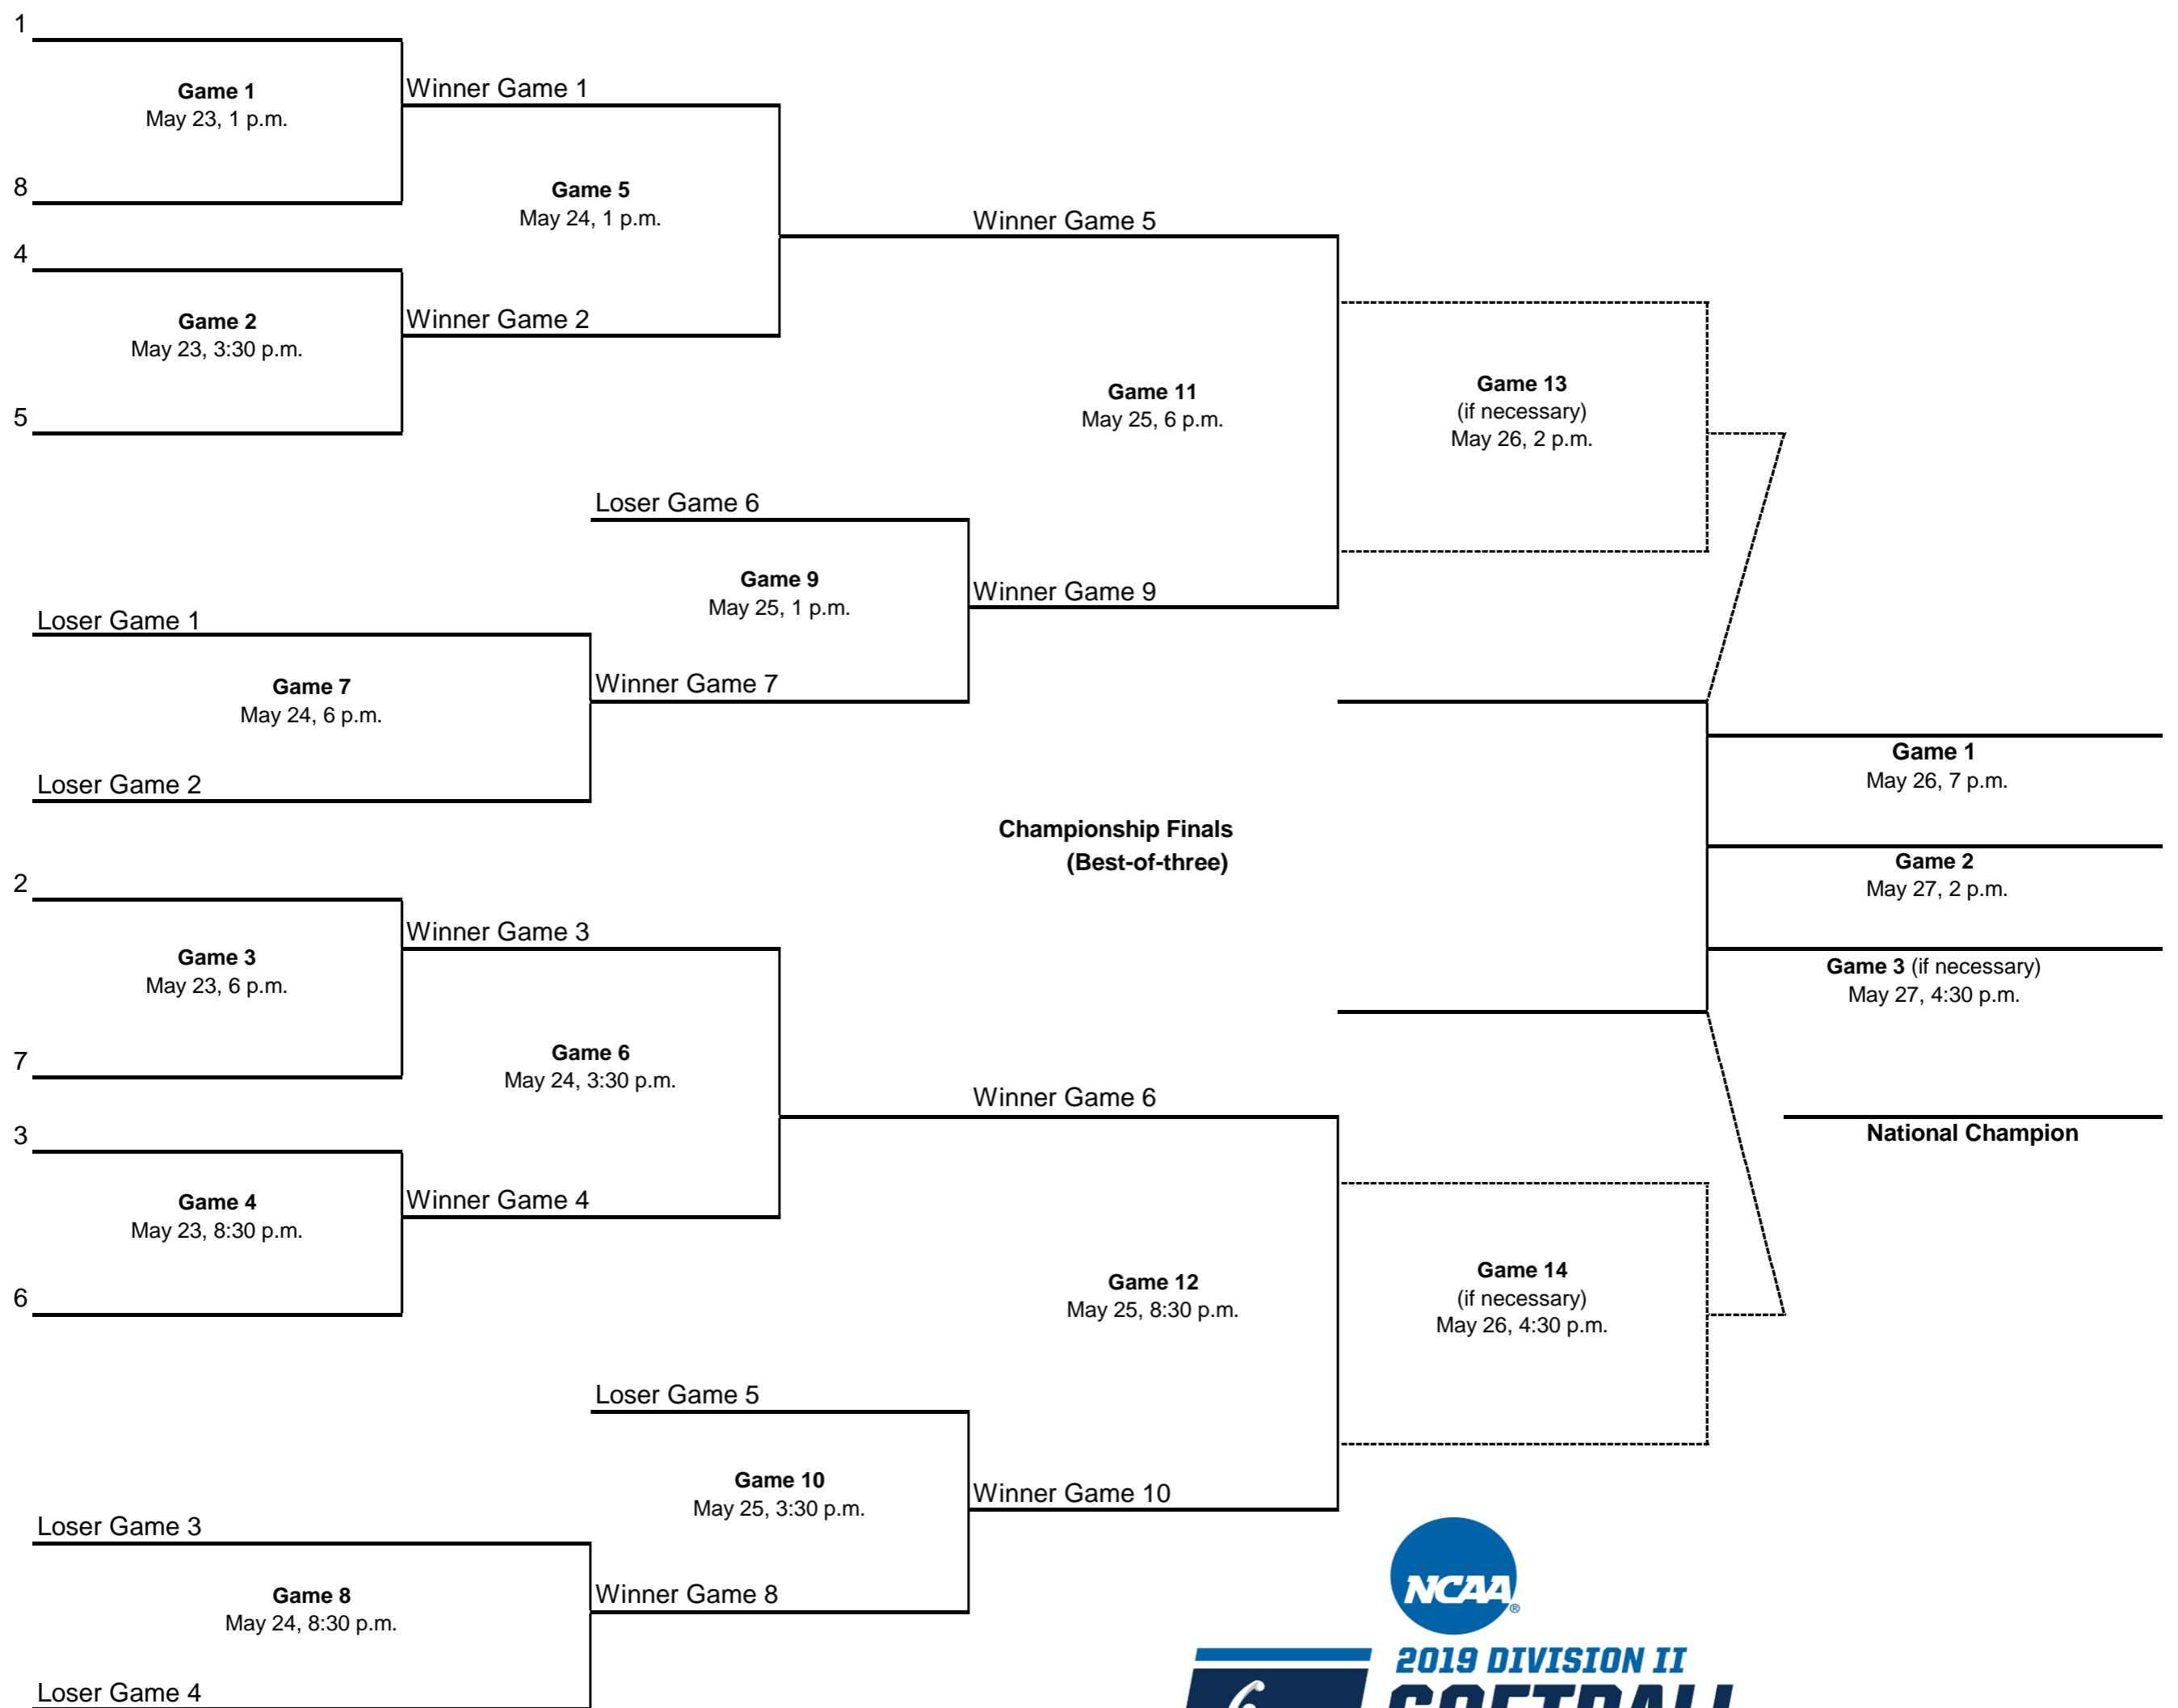 1
Game 1
May 23, 1 p.m.
Winner Game 1
8
Game 5
May 24, 1 p.m.
Winner Game 5
4
Game 2
May 23, 3:30 p.m.
Winner Game 2
5
Game 11
May 25, 6 p.m.
Game 13
(if necessary)
May 26, 2 p.m.
Loser Game 6
Game 9
May 25, 1 p.m.
Winner Game 9
Loser Game 1
Game 7
May 24, 6 p.m.
Winner Game 7
Loser Game 2
Championship Finals
(Best-of-three)
Game 1
May 26, 7 p.m.
Game 2
May 27, 2 p.m.
Game 3 (if necessary)
May 27, 4:30 p.m.
National Champion
2
Game 3
May 23, 6 p.m.
Winner Game 3
7
Game 6
May 24, 3:30 p.m.
Winner Game 6
3
Game 4
May 23, 8:30 p.m.
Winner Game 4
6
Game 12
May 25, 8:30 p.m.
Game 14
(if necessary)
May 26, 4:30 p.m.
Loser Game 5
Game 10
May 25, 3:30 p.m.
Winner Game 10
Loser Game 3
Game 8
May 24, 8:30 p.m.
Winner Game 8
Loser Game 4
NCAA®
2019 DIVISION II
SOFTBALL